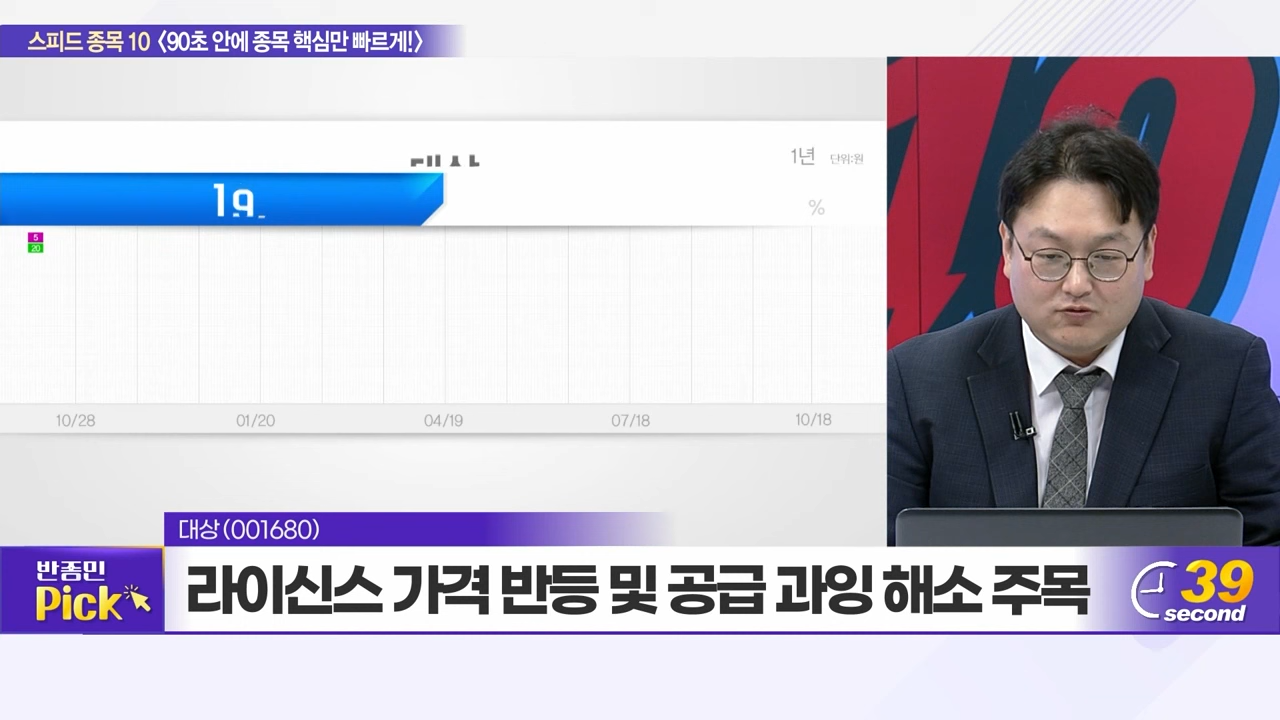 스피드 종목 10 〈90초 안에 종목 핵심만 빠르게!〉
1년 단위:원
%
5
20
10/28 01/20 04/19 07/18 10/18
대상(001680)
반종민
Pick
라이신스 가격 반등 및 공급 과잉 해소 주목
39
second
10